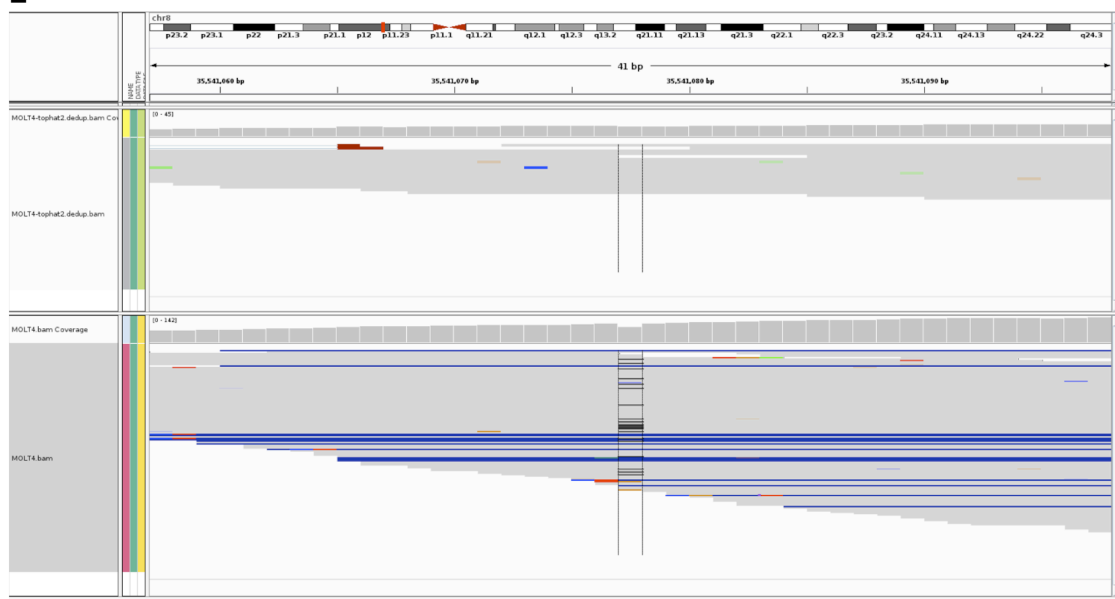 chr8
p23.2 p23.1 p22 p21.3 p21.1 p12 p11.23 p11.1 q11.21 q12.1 q12.3 q13.2 q21.11 q21.13 q21.3 q22.1 q22.3 q23.2 q24.11 q24.13 q24.22 q24.3
41 bp
NAME
DATA TYPE
35,541,060 bp 35,541,070 bp 35,541,080 bp 35,541,090 bp
MOLT4-tophat2.dedup.bam Cov
[0 - 45]
MOLT4-tophat2.dedup.bam
[0 - 142]
MOLT4.bam Coverage
MOLT4.bam